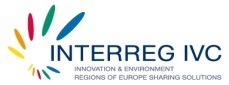 INTERREG IVC
INNOVATION & ENVIRONMENT
REGIONS OF EUROPE SHARING SOLUTIONS